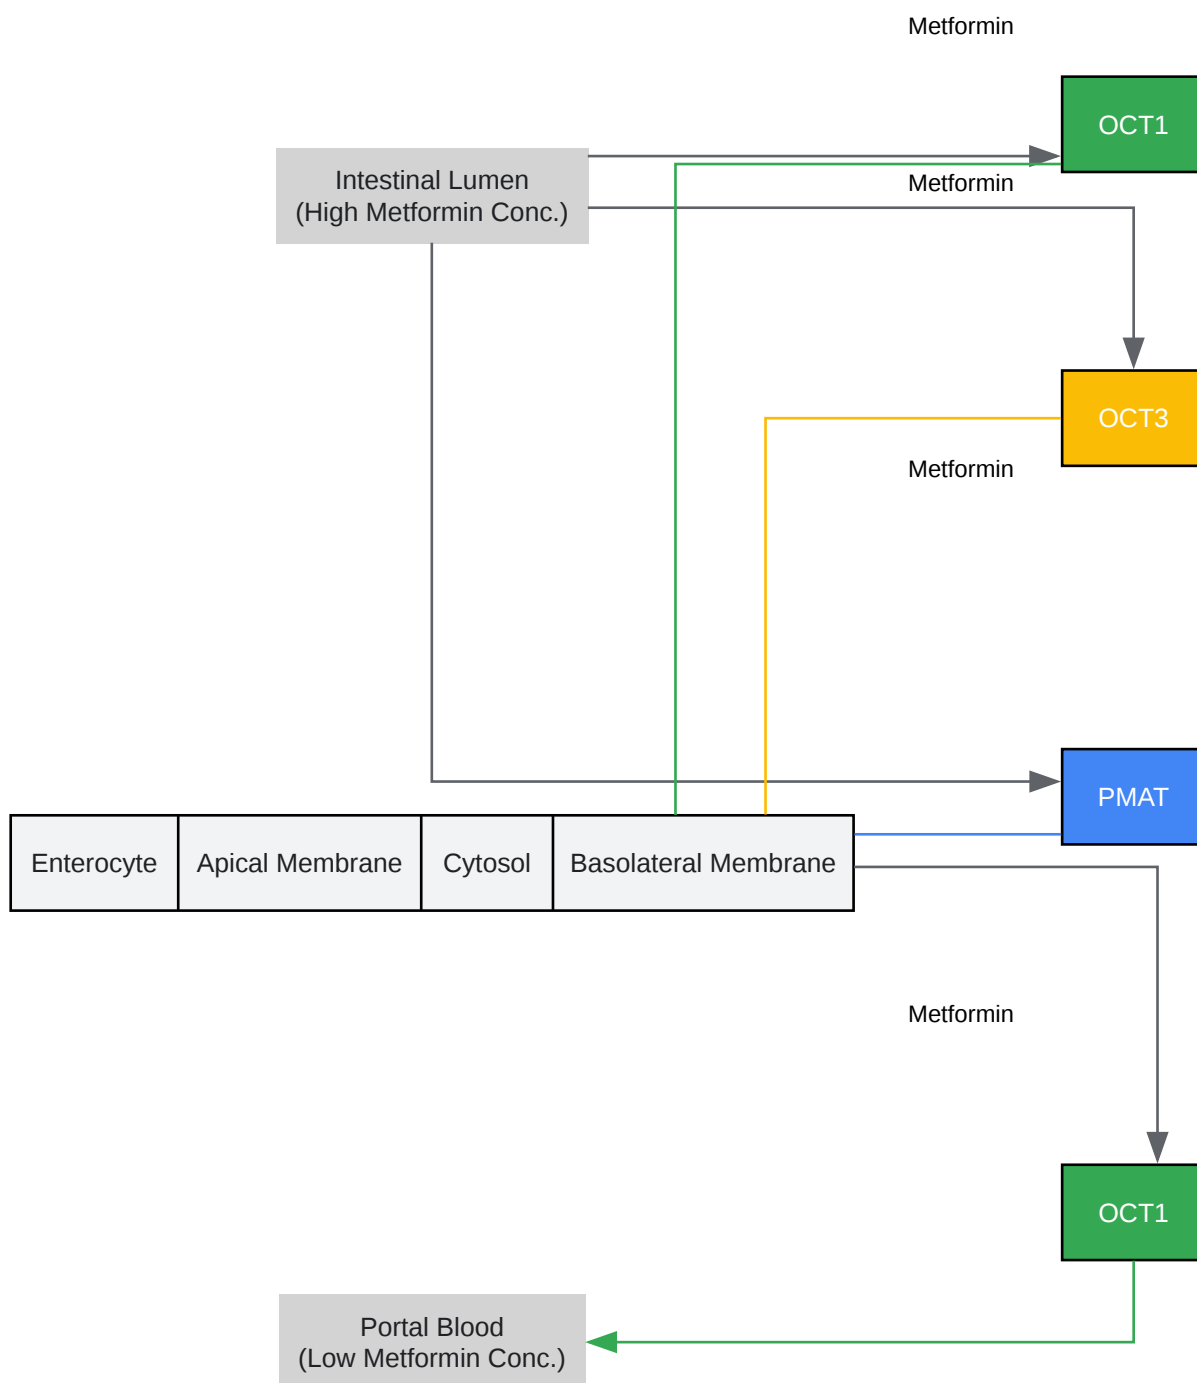 Metformin
OCT1
Intestinal Lumen
(High Metformin Conc.)
Metformin
OCT3
Metformin
PMAT
Enterocyte
Apical Membrane
Cytosol
Basolateral Membrane
Metformin
OCT1
Portal Blood
(Low Metformin Conc.)